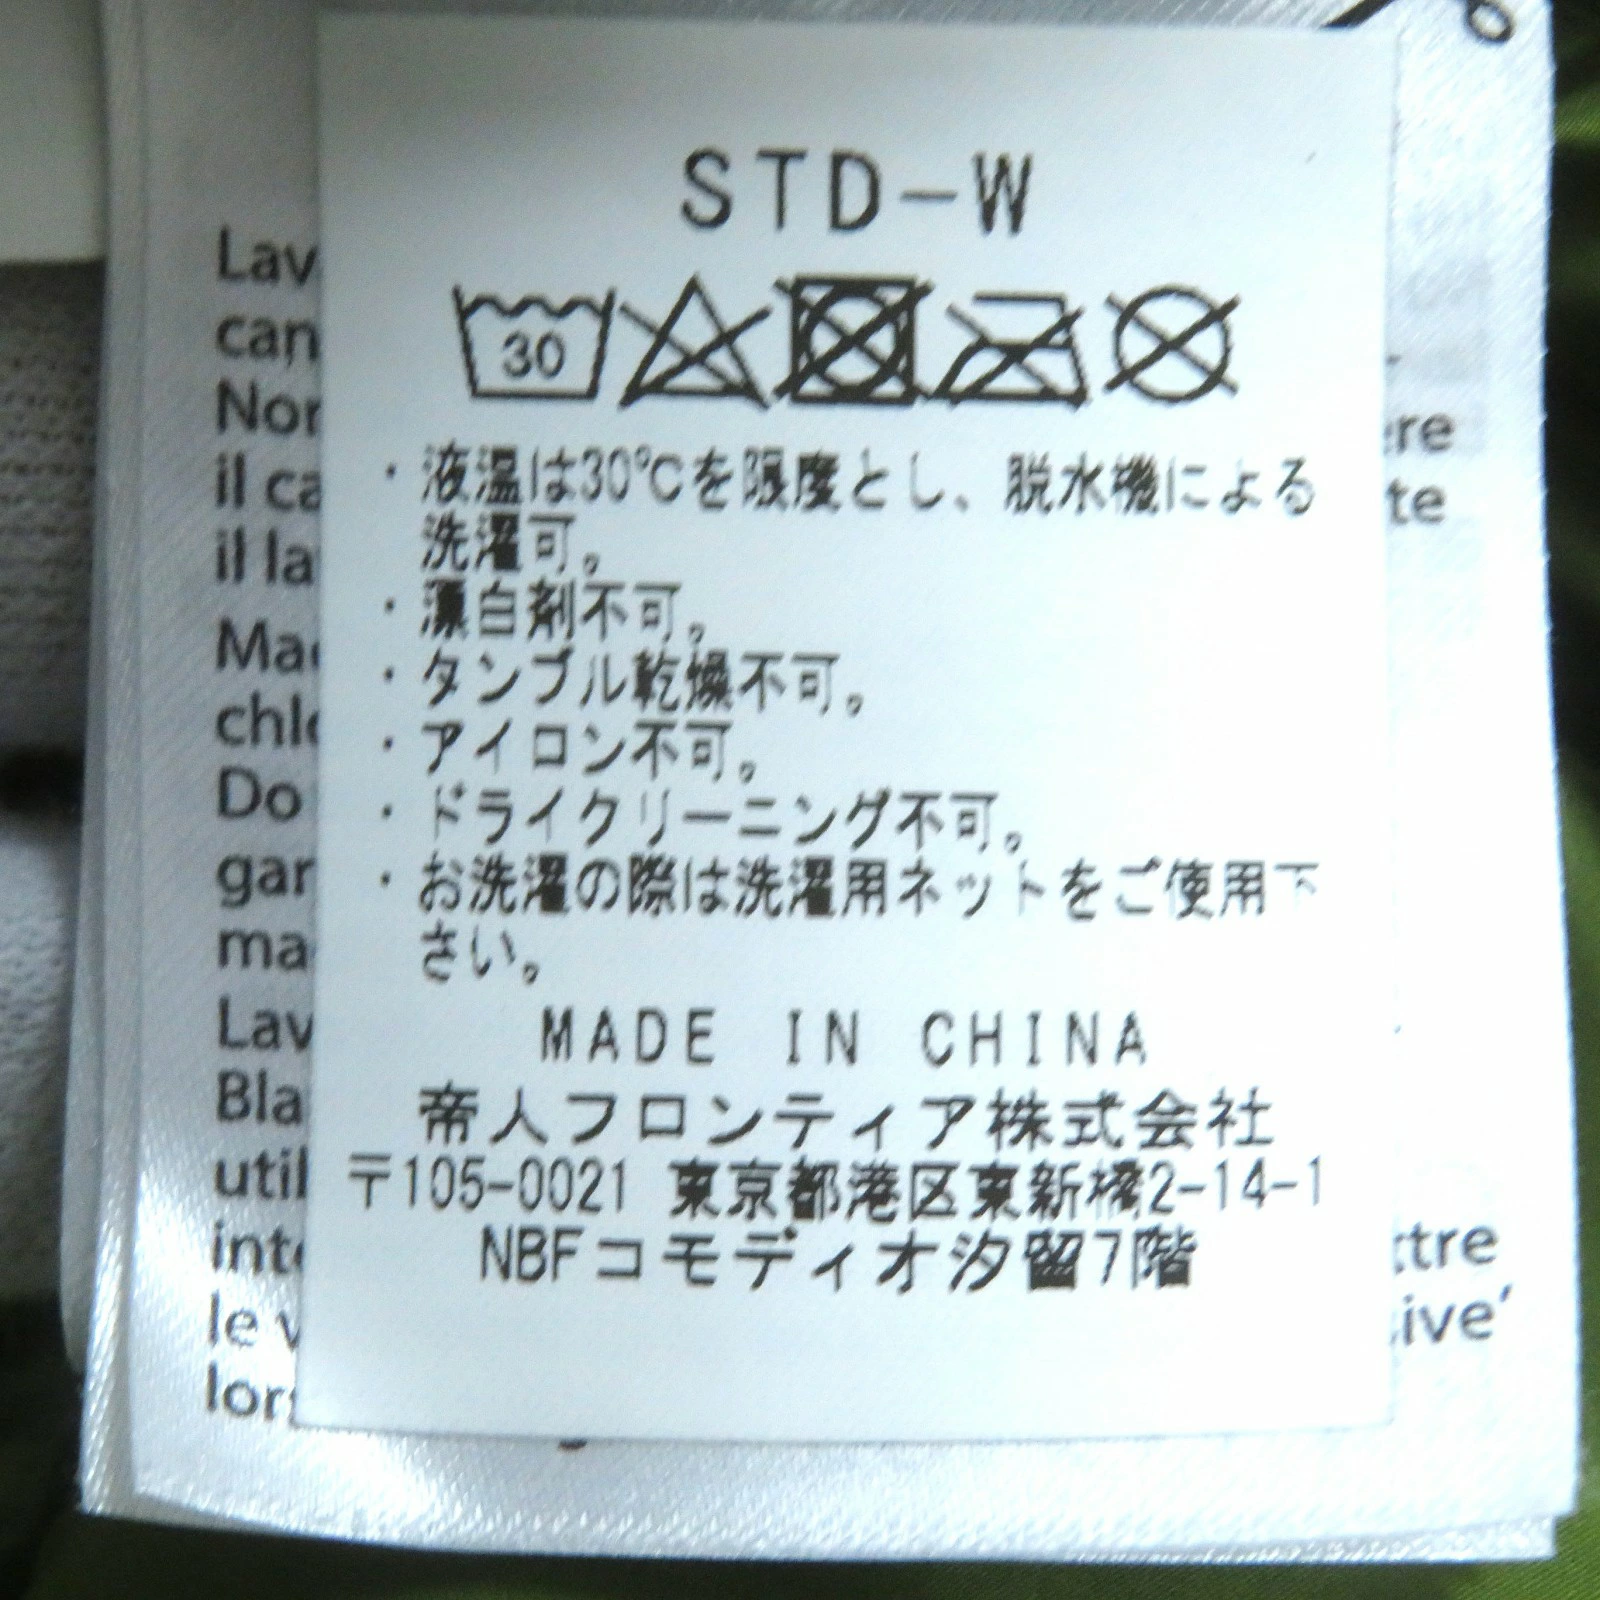 STD-W
30
・液温は30℃を限度とし、脱水機による
洗濯可。
・漂白剤不可。
・タンブル乾燥不可。
・アイロン不可。
・ドライクリーニング不可。
・お洗濯の際は洗濯用ネットをご使用下
さい。
MADE IN CHINA
帝人フロンティア株式会社
〒105-0021 東京都港区東新橋2-14-1
NBFコモディオ汐留7階
Lav
can
Nor
il ca
il la
Mac
chlo
Do
gar
ma
Lav
Bla
util
inte
le v
lors
ere
te
ttre
sive'